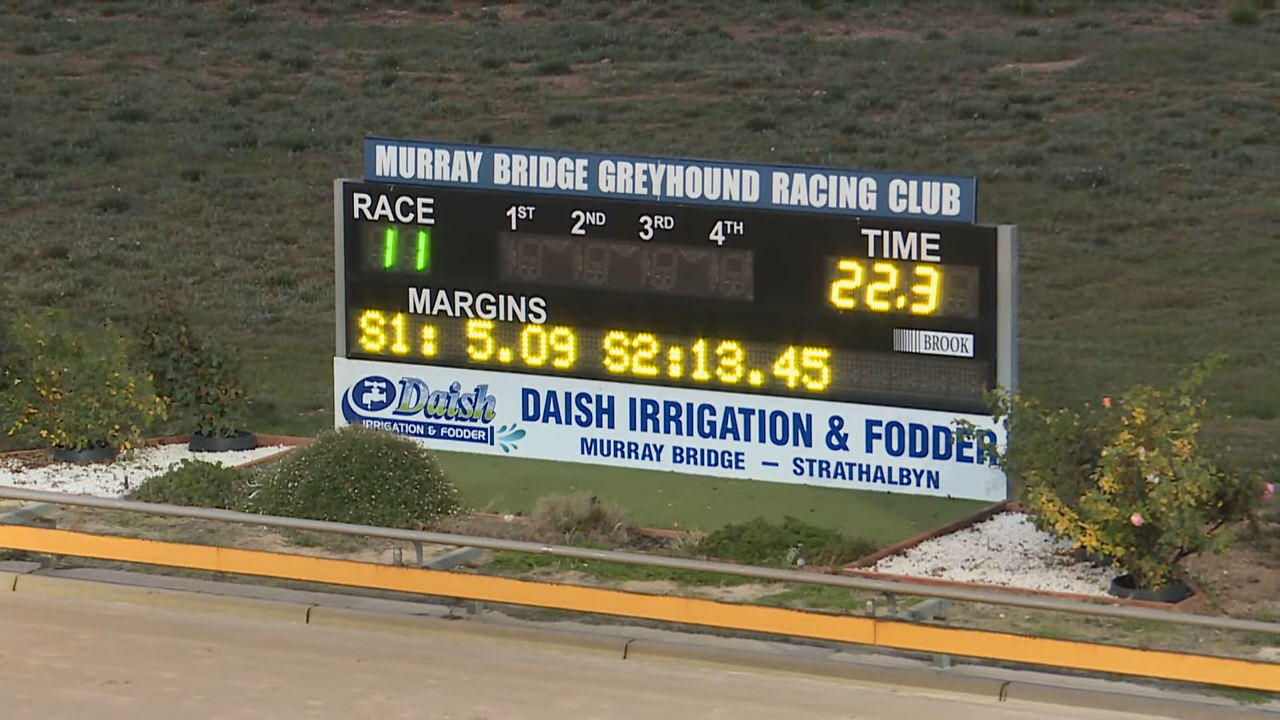 MURRAY BRIDGE GREYHOUND RACING CLUB
RACE 1ST 2ND 3RD 4TH TIME
11 22.3
MARGINS
S1: 5.09 S2:13.45
BROOK
Daish
IRRIGATION & FODDER
DAISH IRRIGATION & FODDER
MURRAY BRIDGE – STRATHALBYN